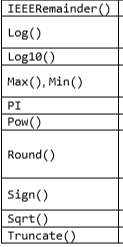 IEEERemainder()
Log()
Log10()
Max(), Min()
PI
Pow()
Round()
Sign()
Sqrt()
Truncate()